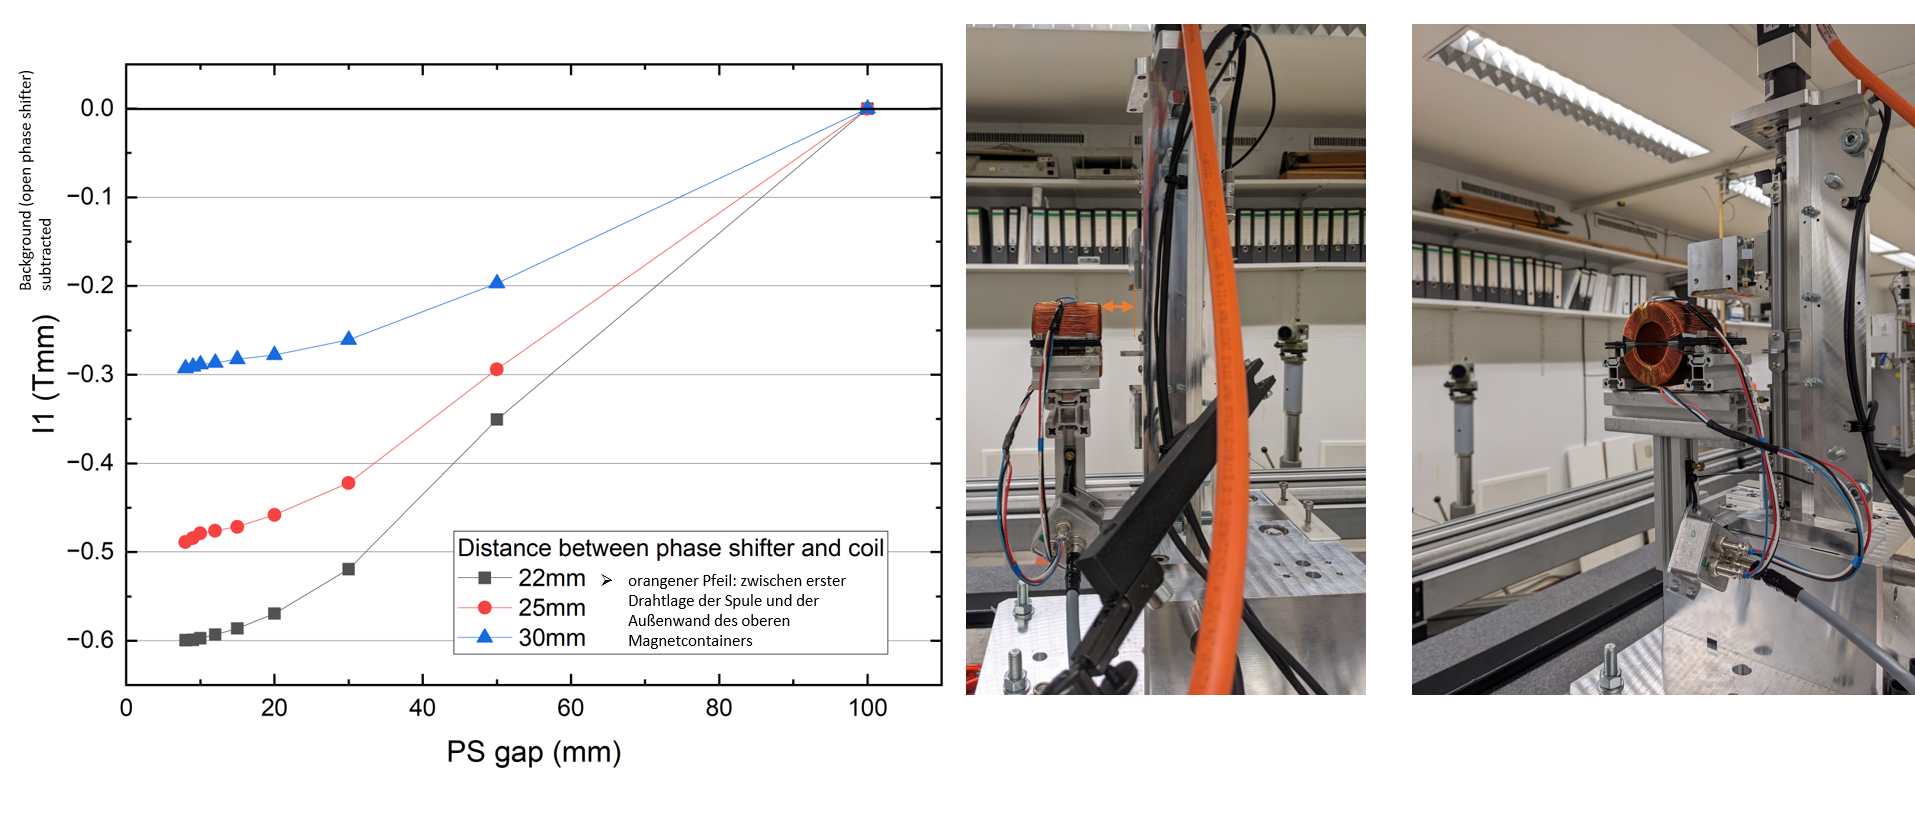 Background (open phase shifter)
subtracted
I1 (Tmm)
0.0
−0.1
−0.2
−0.3
−0.4
−0.5
−0.6
0 20 40 60 80 100
PS gap (mm)
Distance between phase shifter and coil
22mm
25mm
30mm
➢ orangener Pfeil: zwischen erster
Drahtlage der Spule und der
Außenwand des oberen
Magnetcontainers